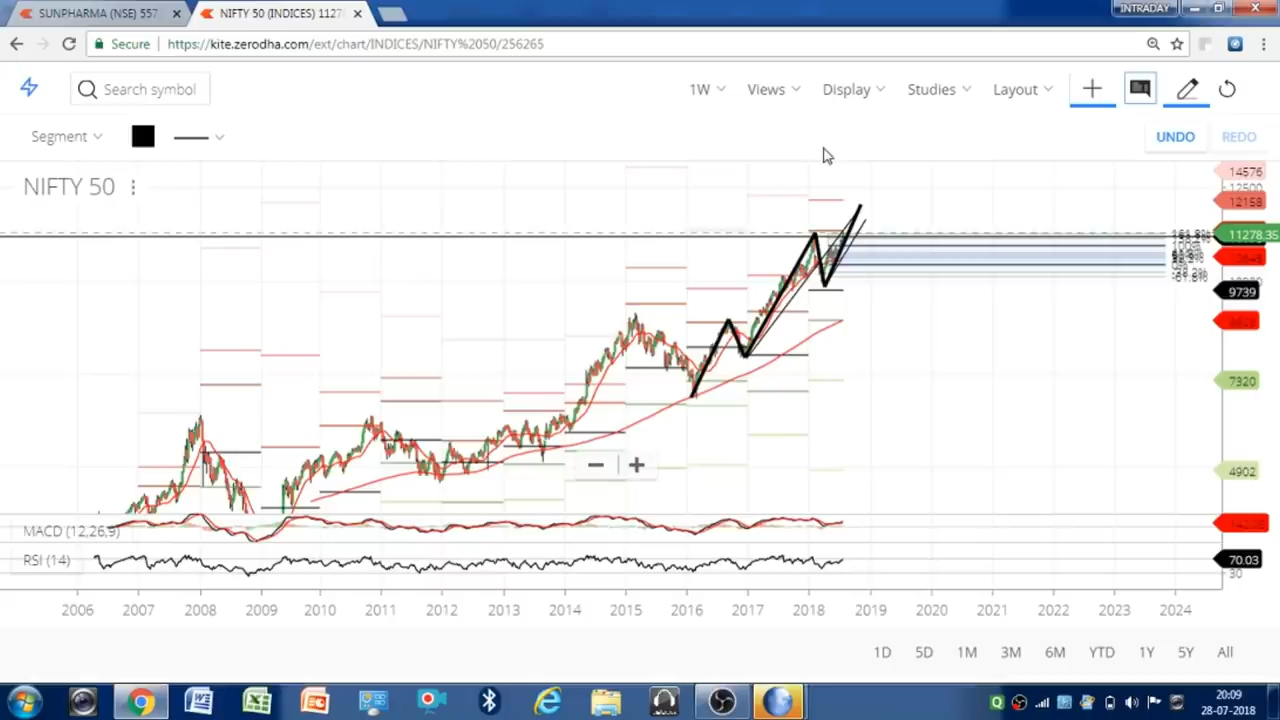 SUNPHARMA (NSE) 557
NIFTY 50 (INDICES) 1127
INTRADAY
Secure
https://kite.zerodha.com/ext/chart/INDICES/NIFTY%2050/256265
Search symbol
1W
Views
Display
Studies
Layout
Segment
UNDO
REDO
NIFTY 50
14576
12500
12158
11278.35
9739
7320
4902
MACD (12,26,9)
RSI (14)
70.03
30
2006 2007 2008 2009 2010 2011 2012 2013 2014 2015 2016 2017 2018 2019 2020 2021 2022 2023 2024
1D 5D 1M 3M 6M YTD 1Y 5Y All
20:09
28-07-2018